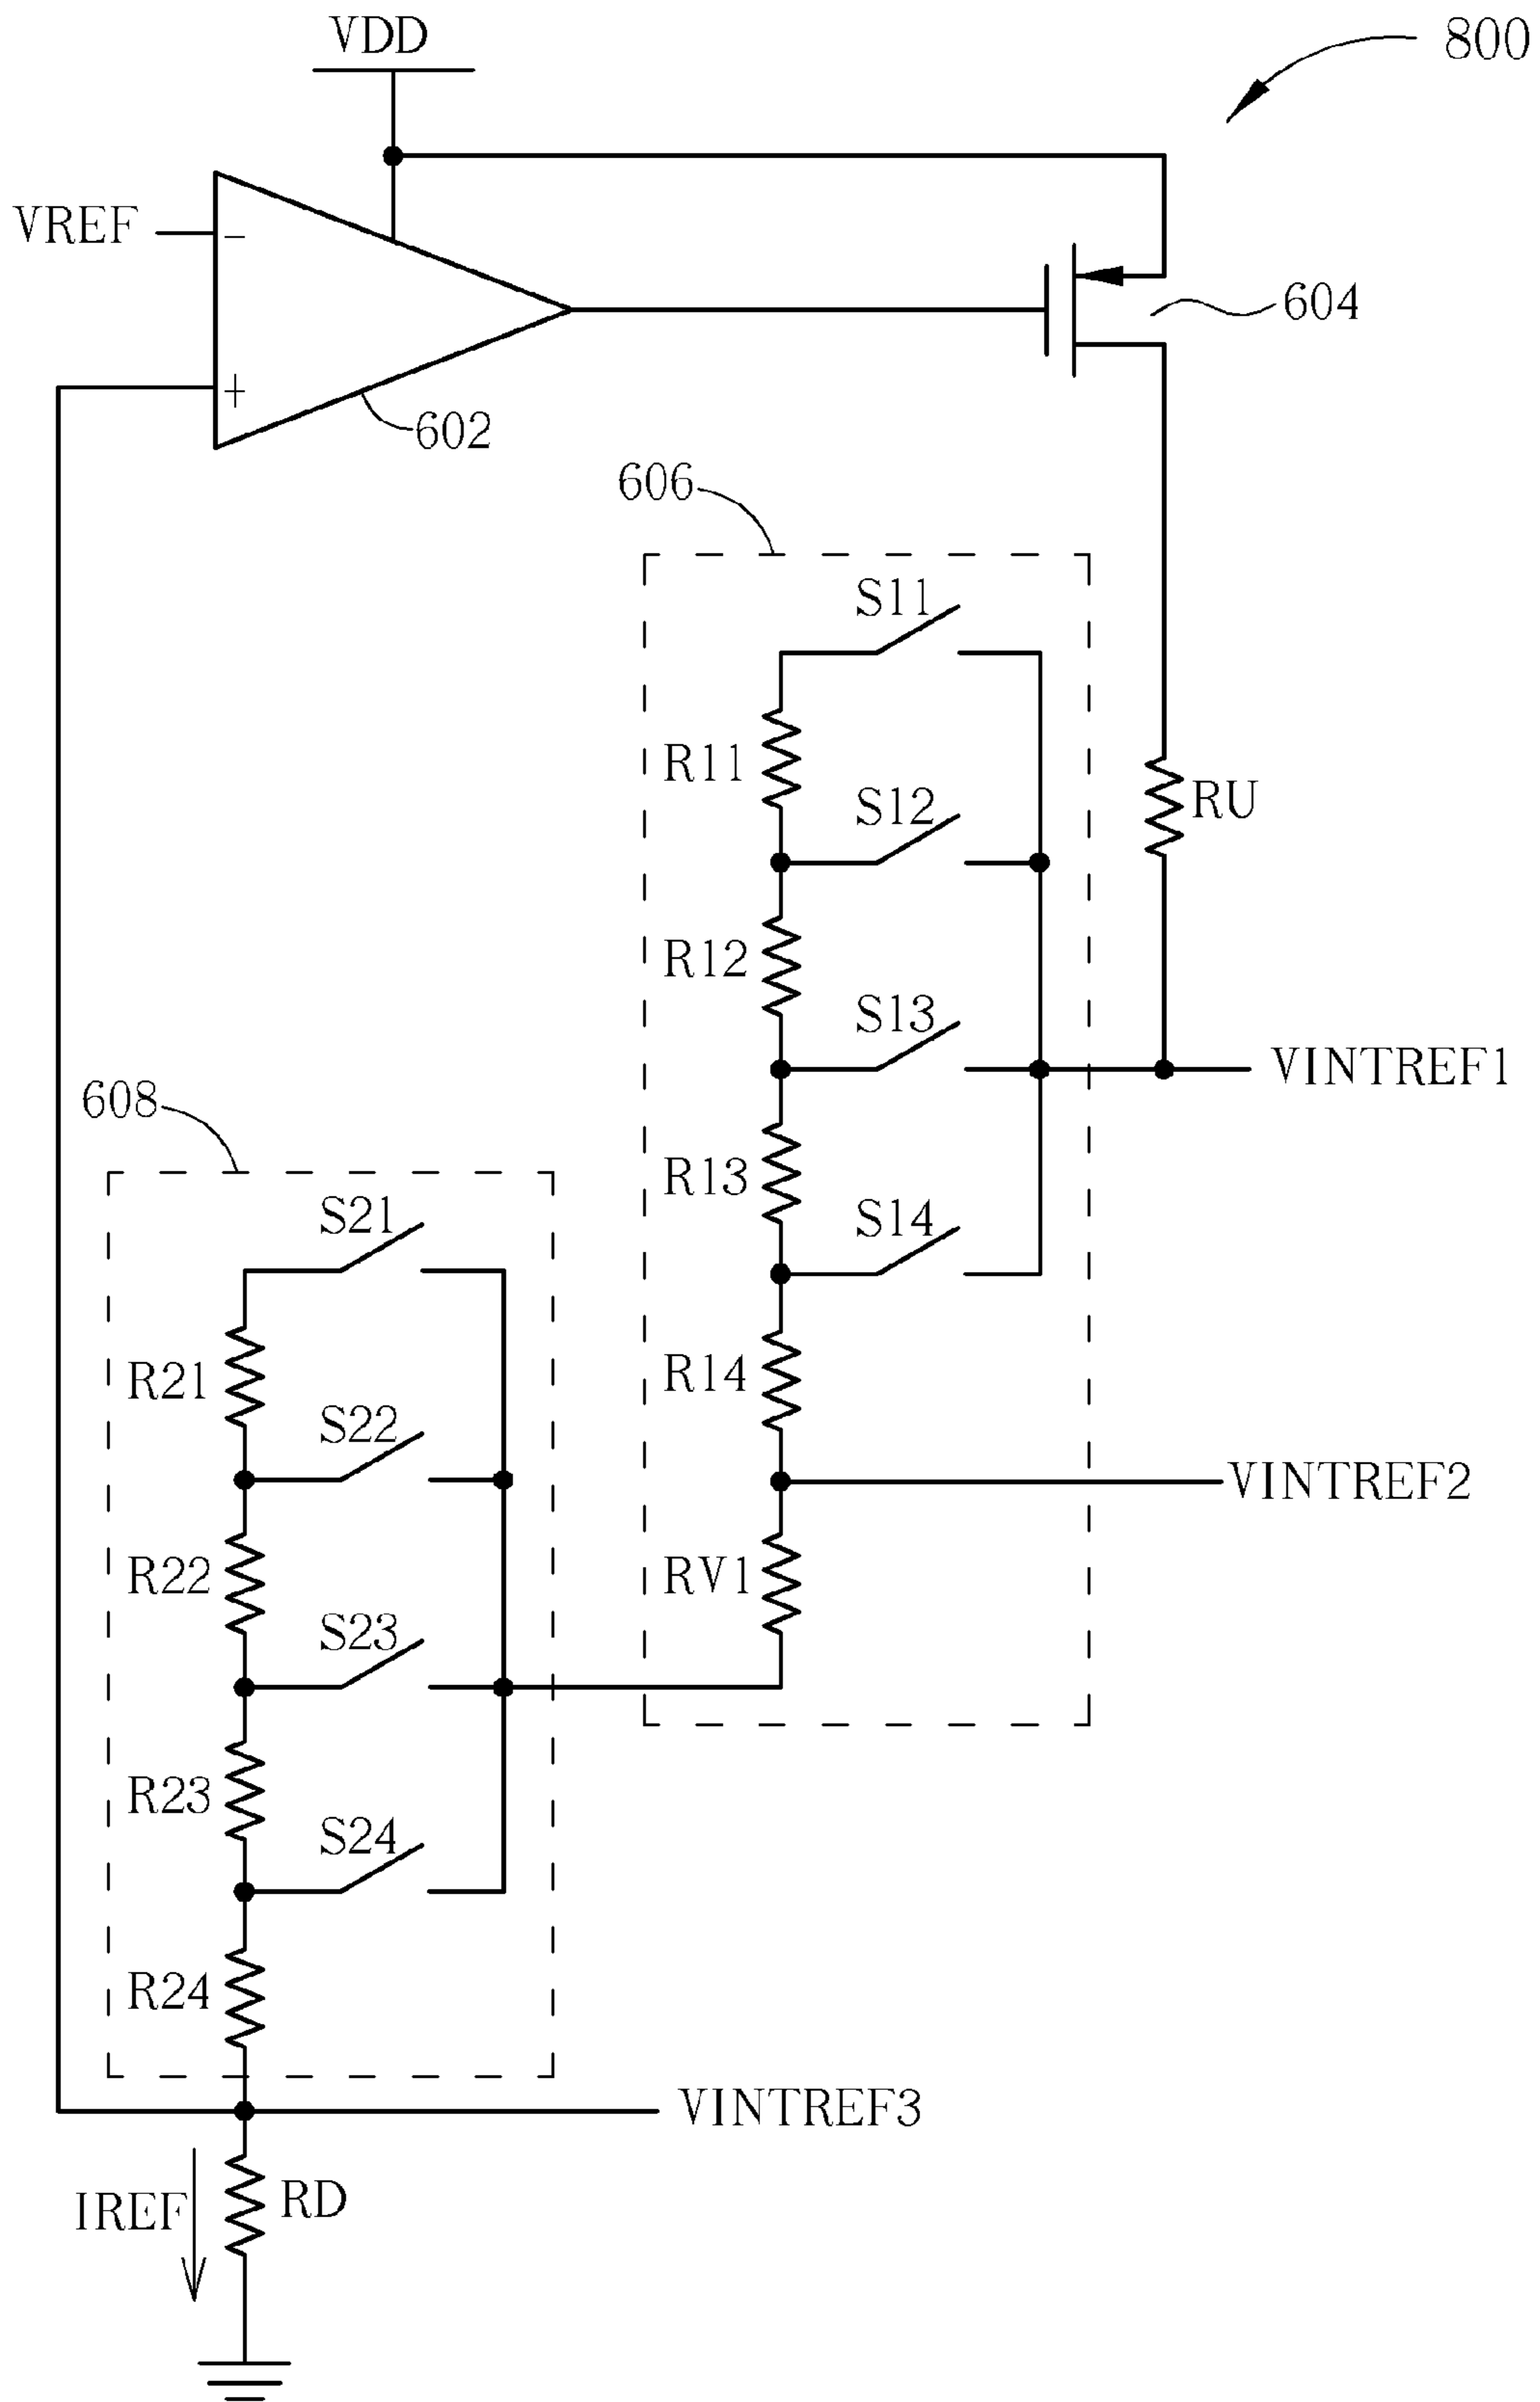 VDD
800
VREF
−
604
+
602
606
S11
R11
S12
RU
R12
S13
VINTREF1
608
R13
S14
S21
R21
R14
S22
VINTREF2
R22
RV1
S23
R23
S24
R24
VINTREF3
IREF
RD